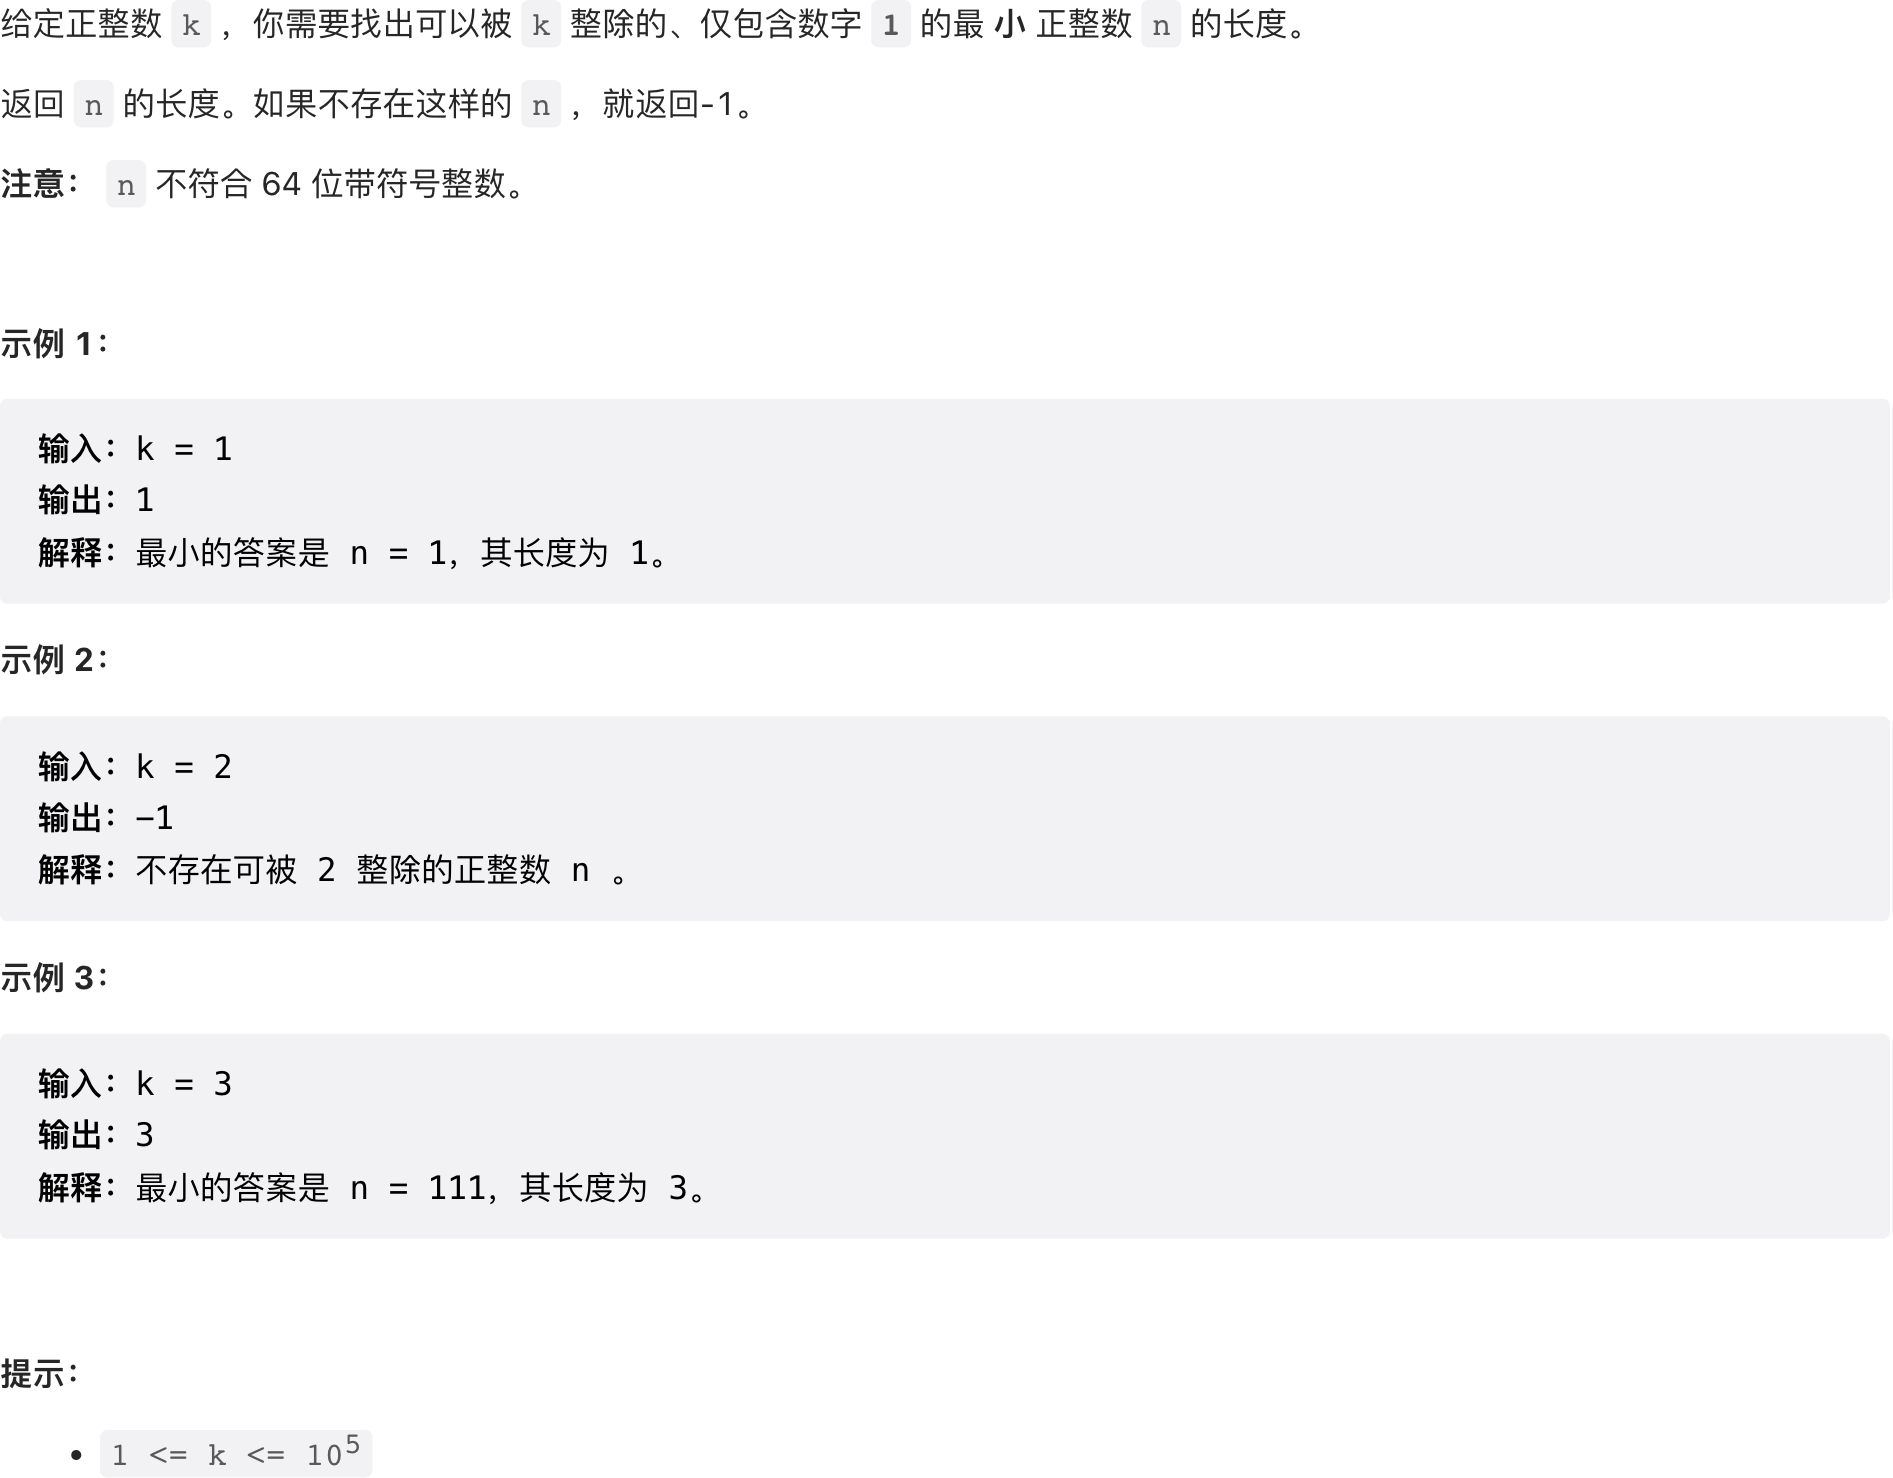 给定正整数 k ，你需要找出可以被 k 整除的、仅包含数字 1 的最 小 正整数 n 的长度。
返回 n 的长度。如果不存在这样的 n ，就返回-1。
注意： n 不符合 64 位带符号整数。
示例 1：
输入：k = 1
输出：1
解释：最小的答案是 n = 1，其长度为 1。
示例 2：
输入：k = 2
输出：-1
解释：不存在可被 2 整除的正整数 n 。
示例 3：
输入：k = 3
输出：3
解释：最小的答案是 n = 111，其长度为 3。
提示：
• 1 <= k <= 10⁵